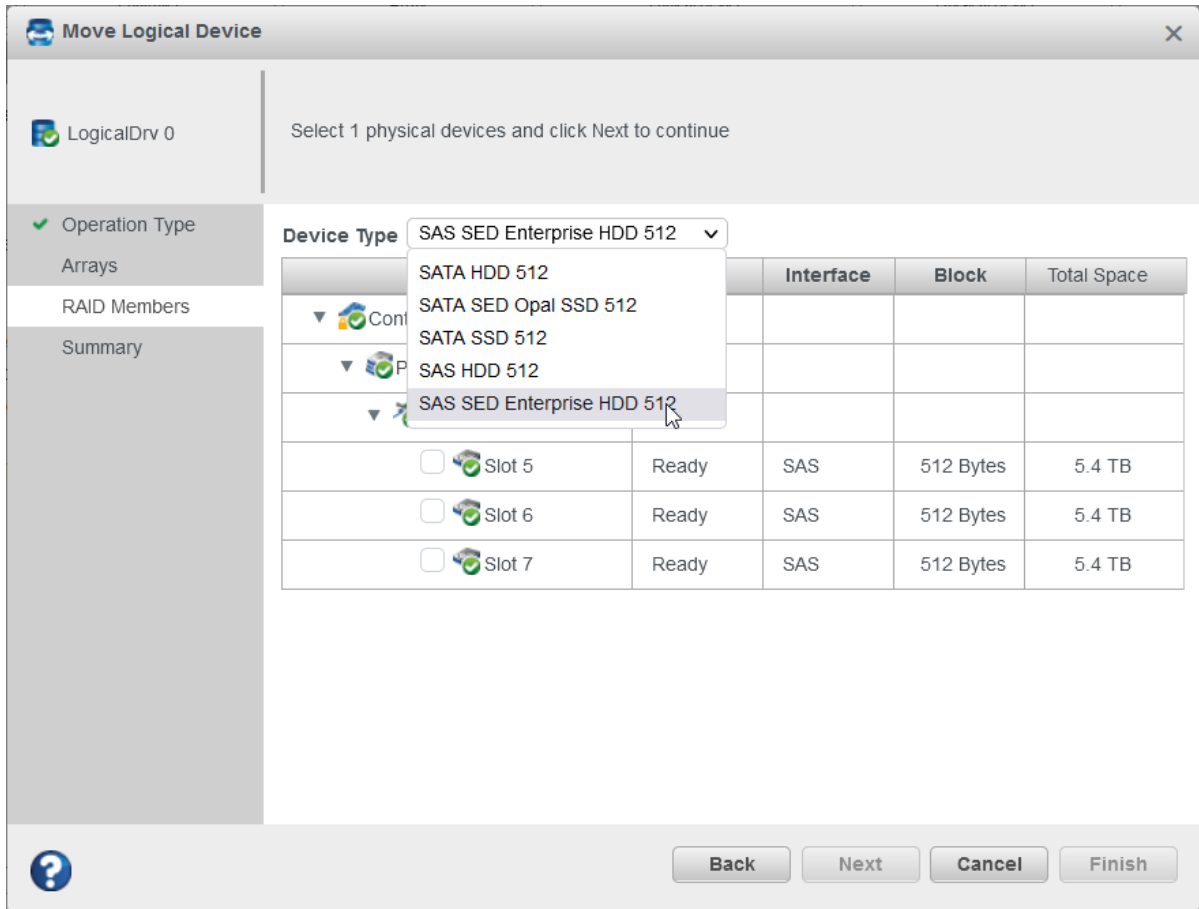 Move Logical Device
LogicalDrv 0
Select 1 physical devices and click Next to continue
Operation Type
Arrays
RAID Members
Summary
Device Type SAS SED Enterprise HDD 512
SATA HDD 512
SATA SED Opal SSD 512
SATA SSD 512
SAS HDD 512
SAS SED Enterprise HDD 512
Interface Block Total Space
Cont
P
Slot 5 Ready SAS 512 Bytes 5.4 TB
Slot 6 Ready SAS 512 Bytes 5.4 TB
Slot 7 Ready SAS 512 Bytes 5.4 TB
? Back Next Cancel Finish